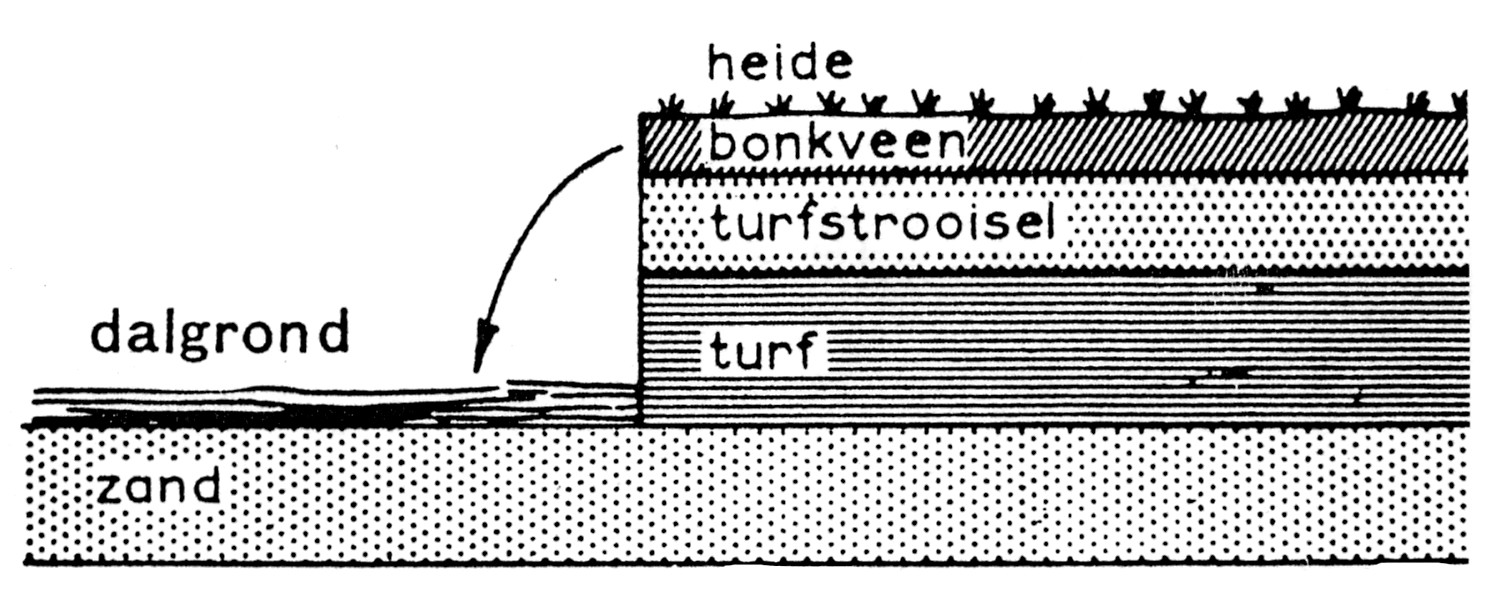 heide
bonkveen
turfstrooisel
turf
dalgrond
zand